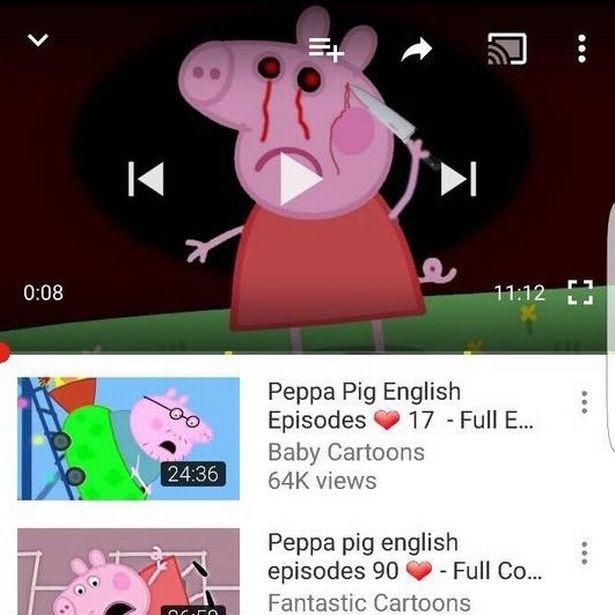 0:08
11:12
24:36
Peppa Pig English
Episodes ❤ 17 - Full E...
Baby Cartoons
64K views
Peppa pig english
episodes 90 ❤ - Full Co...
Fantastic Cartoons